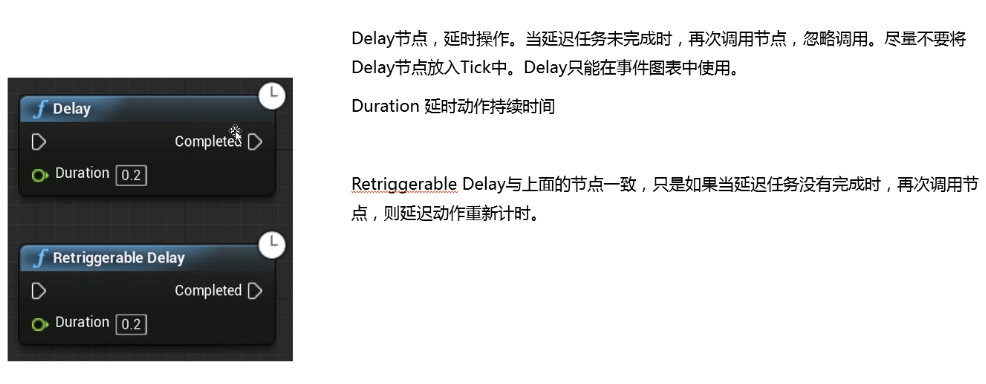 Delay
Completed
Duration 0.2
Retriggerable Delay
Completed
Duration 0.2
Delay节点，延时操作。当延迟任务未完成时，再次调用节点，忽略调用。尽量不要将
Delay节点放入Tick中。Delay只能在事件图表中使用。
Duration 延时动作持续时间
Retriggerable Delay与上面的节点一致，只是如果当延迟任务没有完成时，再次调用节
点，则延迟动作重新计时。